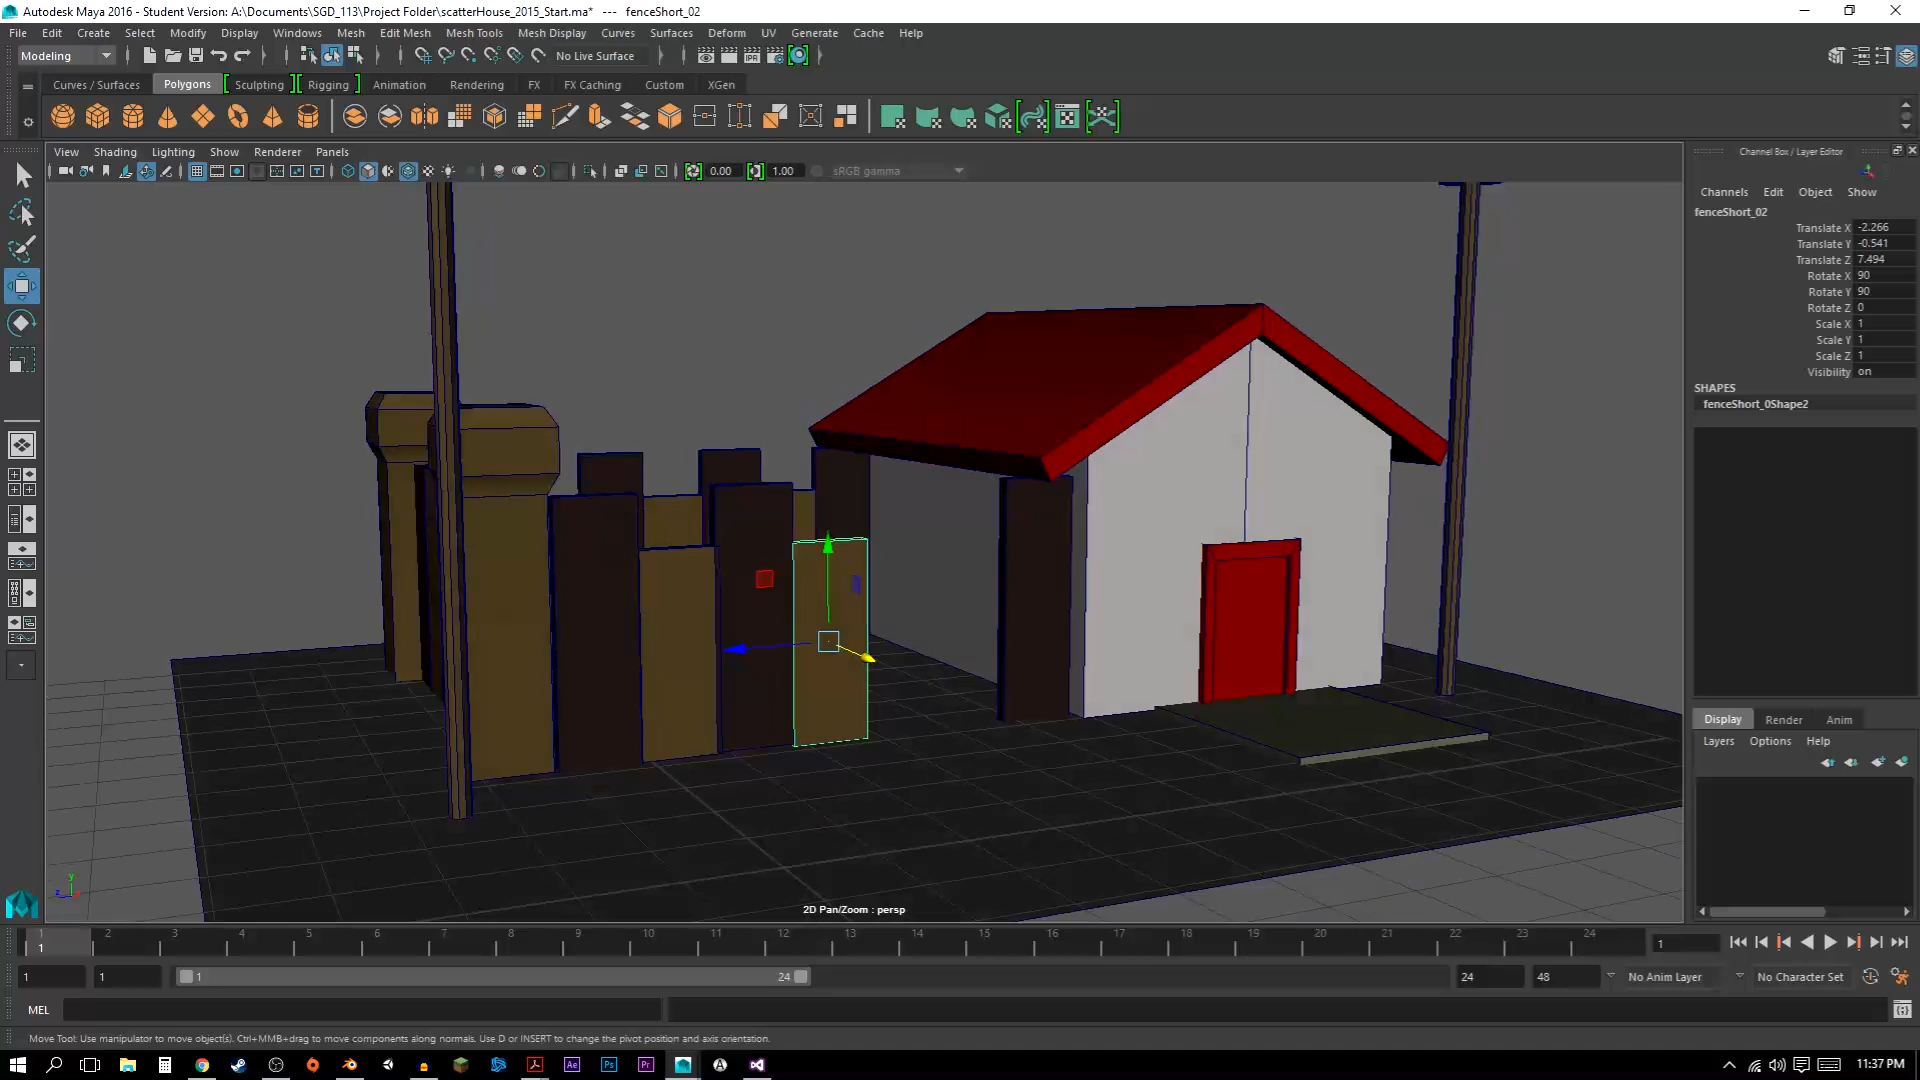 Autodesk Maya 2016 - Student Version: A:\Documents\SGD_113\Project Folder\scatterHouse_2015_Start.ma* --- fenceShort_02
File Edit Create Select Modify Display Windows Mesh Edit Mesh Mesh Tools Mesh Display Curves Surfaces Deform UV Generate Cache Help
Modeling No Live Surface
Curves / Surfaces Polygons Sculpting Rigging Animation Rendering FX FX Caching Custom XGen
View Shading Lighting Show Renderer Panels
0.00 1.00 sRGB gamma
Channel Box / Layer Editor
Channels Edit Object Show
fenceShort_02
Translate X -2.266
Translate Y -0.541
Translate Z 7.494
Rotate X 90
Rotate Y 90
Rotate Z 0
Scale X 1
Scale Y 1
Scale Z 1
Visibility on
SHAPES
fenceShort_0Shape2
Display Render Anim
Layers Options Help
y
z
2D Pan/Zoom : persp
1 2 3 4 5 6 7 8 9 10 11 12 13 14 15 16 17 18 19 20 21 22 23 24
1 1
1 1 1 24 24 48 No Anim Layer No Character Set
MEL
Move Tool: Use manipulator to move object(s). Ctrl+MMB+drag to move components along normals. Use D or INSERT to change the pivot position and axis orientation.
Ae Ps Pr
11:37 PM